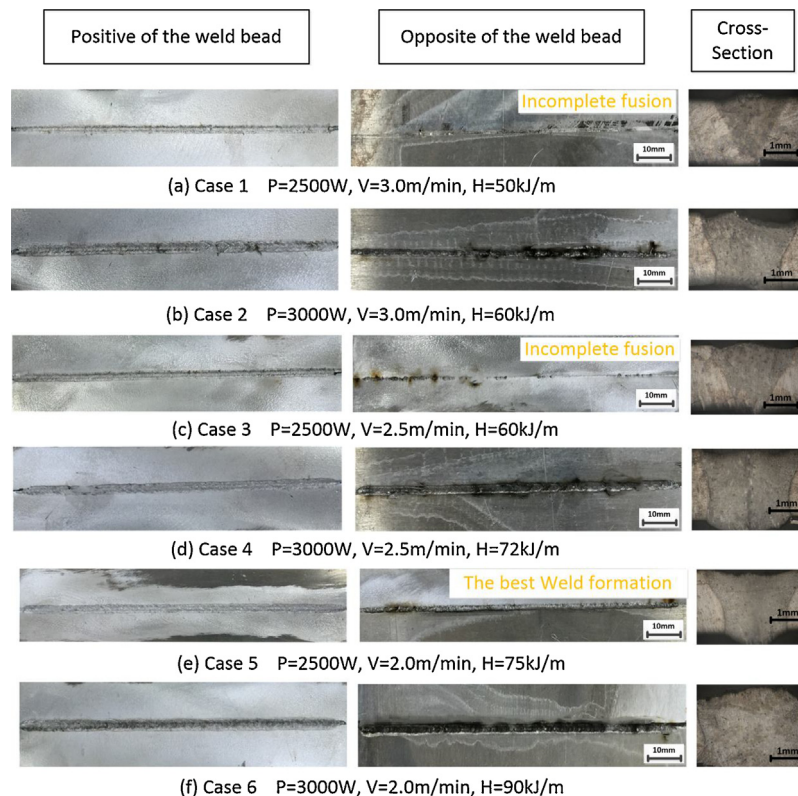 Positive of the weld bead
Opposite of the weld bead
Cross-
Section
Incomplete fusion
10mm
1mm
(a) Case 1 P=2500W, V=3.0m/min, H=50kJ/m
10mm
1mm
(b) Case 2 P=3000W, V=3.0m/min, H=60kJ/m
Incomplete fusion
10mm
1mm
(c) Case 3 P=2500W, V=2.5m/min, H=60kJ/m
10mm
1mm
(d) Case 4 P=3000W, V=2.5m/min, H=72kJ/m
The best Weld formation
10mm
1mm
(e) Case 5 P=2500W, V=2.0m/min, H=75kJ/m
10mm
1mm
(f) Case 6 P=3000W, V=2.0m/min, H=90kJ/m